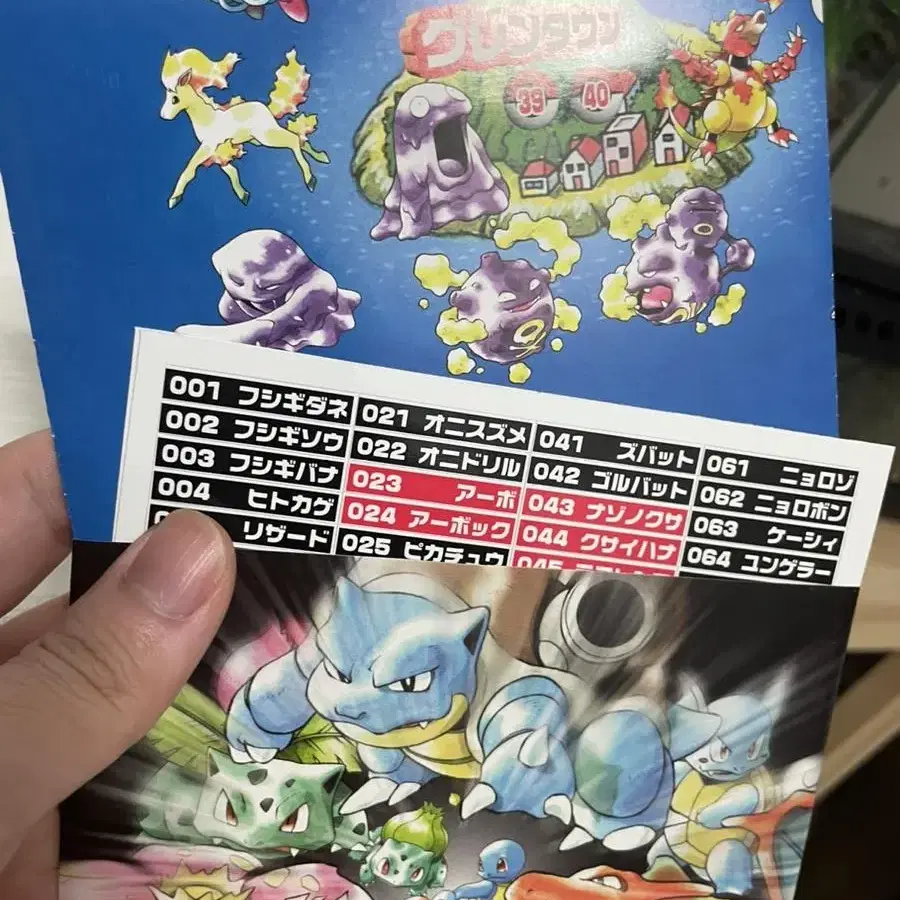 グレンタウン
39 40
001 フシギダネ
002 フシギソウ
003 フシギバナ
004 ヒトカゲ
リザード
021 オニスズメ
022 オニドリル
023 アーボ
024 アーボック
025 ピカチュウ
041 ズバット
042 ゴルバット
043 ナゾノクサ
044 クサイハナ
045
061 ニョロゾ
062 ニョロボン
063 ケーシィ
064 ユンゲラー